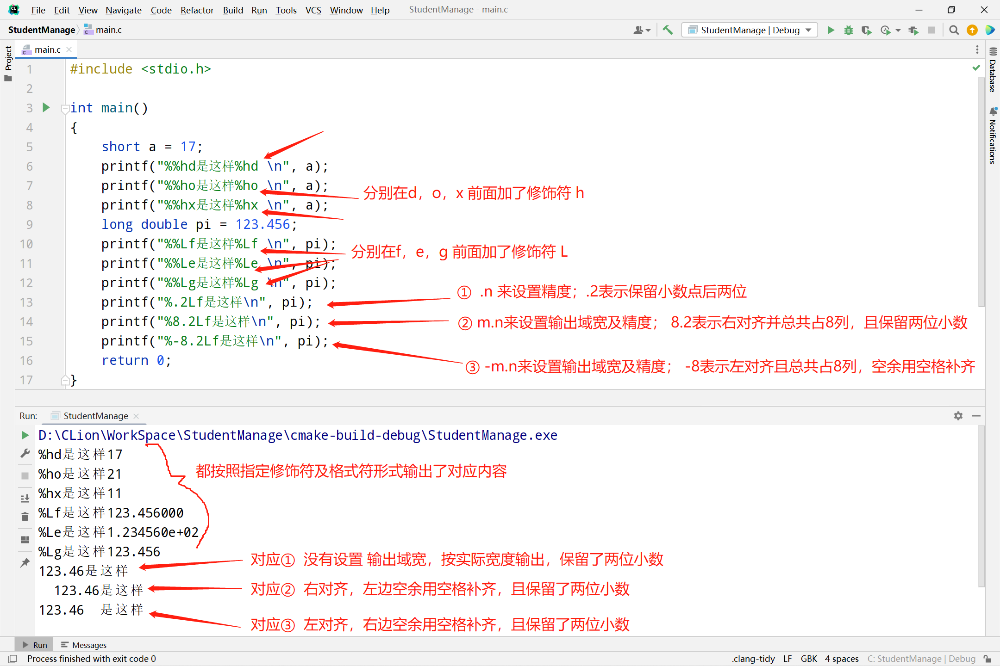 File Edit View Navigate Code Refactor Build Run Tools VCS Window Help StudentManage - main.c
StudentManage main.c StudentManage | Debug
Project
main.c
1 #include <stdio.h>
2
3 int main()
4 {
5 short a = 17;
6 printf("%%hd是这样%hd \n", a);
7 printf("%%ho是这样%ho \n", a);
分别在d，o，x 前面加了修饰符 h
8 printf("%%hx是这样%hx \n", a);
9 long double pi = 123.456;
10 printf("%%Lf是这样%Lf \n", pi);
分别在f，e，g 前面加了修饰符 L
11 printf("%%Le是这样%Le \n", pi);
12 printf("%%Lg是这样%Lg \n", pi);
① .n 来设置精度；.2表示保留小数点后两位
13 printf("%.2Lf是这样\n", pi);
14 printf("%8.2Lf是这样\n", pi);
② m.n来设置输出域宽及精度； 8.2表示右对齐并总共占8列，且保留两位小数
15 printf("%-8.2Lf是这样\n", pi);
16 return 0;
③ -m.n来设置输出域宽及精度； -8表示左对齐且总共占8列，空余用空格补齐
17 }
Database
Notifications
Run: StudentManage
D:\CLion\WorkSpace\StudentManage\cmake-build-debug\StudentManage.exe
%hd是这样17
%ho是这样21
都按照指定修饰符及格式符形式输出了对应内容
%hx是这样11
%Lf是这样123.456000
%Le是这样1.234560e+02
%Lg是这样123.456
对应① 没有设置 输出域宽，按实际宽度输出，保留了两位小数
123.46是这样
  123.46是这样
对应② 右对齐，左边空余用空格补齐，且保留了两位小数
123.46  是这样
对应③ 左对齐，右边空余用空格补齐，且保留了两位小数
Run Messages
Process finished with exit code 0 .clang-tidy LF GBK 4 spaces C: StudentManage | Debug